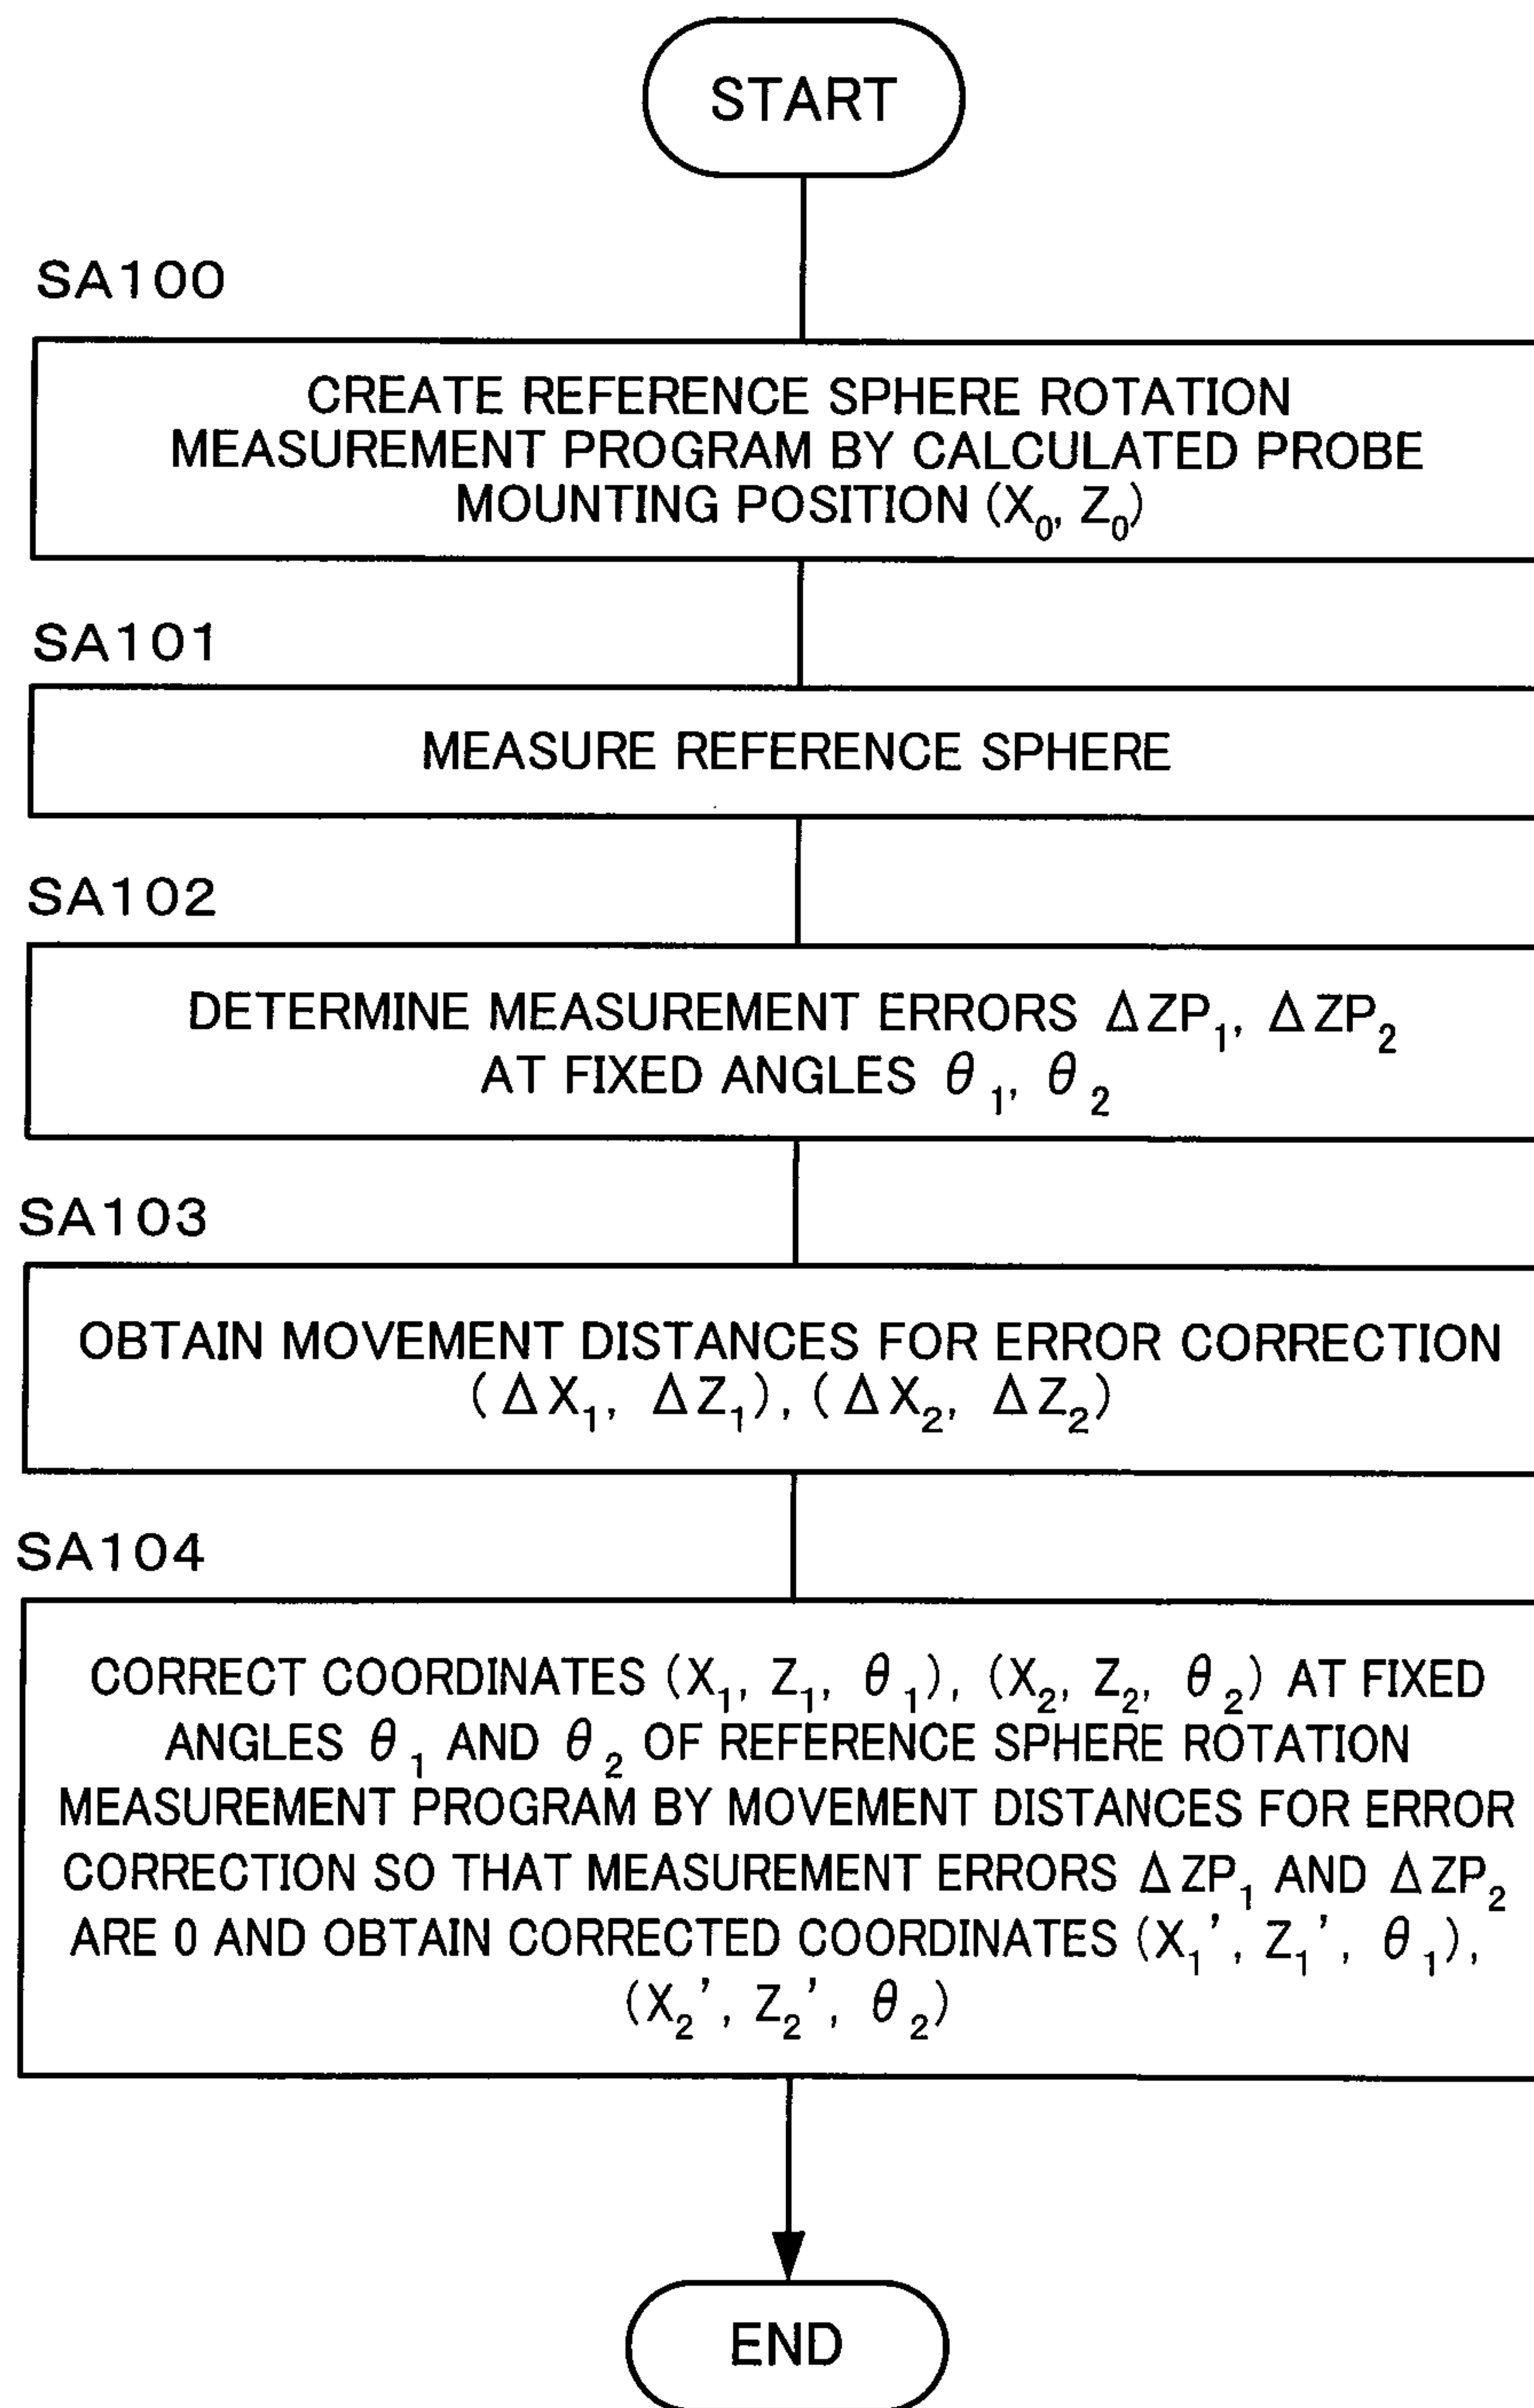 START
SA100
CREATE REFERENCE SPHERE ROTATION
MEASUREMENT PROGRAM BY CALCULATED PROBE
MOUNTING POSITION (X₀, Z₀)
SA101
MEASURE REFERENCE SPHERE
SA102
DETERMINE MEASUREMENT ERRORS ΔZP₁, ΔZP₂
AT FIXED ANGLES θ₁, θ₂
SA103
OBTAIN MOVEMENT DISTANCES FOR ERROR CORRECTION
(ΔX₁, ΔZ₁), (ΔX₂, ΔZ₂)
SA104
CORRECT COORDINATES (X₁, Z₁, θ₁), (X₂, Z₂, θ₂) AT FIXED
ANGLES θ₁ AND θ₂ OF REFERENCE SPHERE ROTATION
MEASUREMENT PROGRAM BY MOVEMENT DISTANCES FOR ERROR
CORRECTION SO THAT MEASUREMENT ERRORS ΔZP₁ AND ΔZP₂
ARE 0 AND OBTAIN CORRECTED COORDINATES (X₁', Z₁', θ₁),
(X₂', Z₂', θ₂)
END